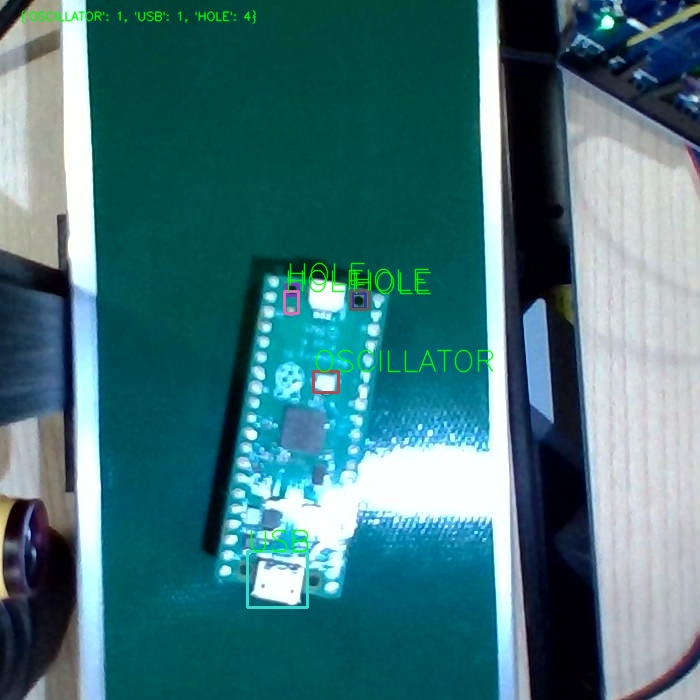 {'OSCILLATOR': 1, 'USB': 1, 'HOLE': 4}
HOLE
HOLE
OSCILLATOR
USB